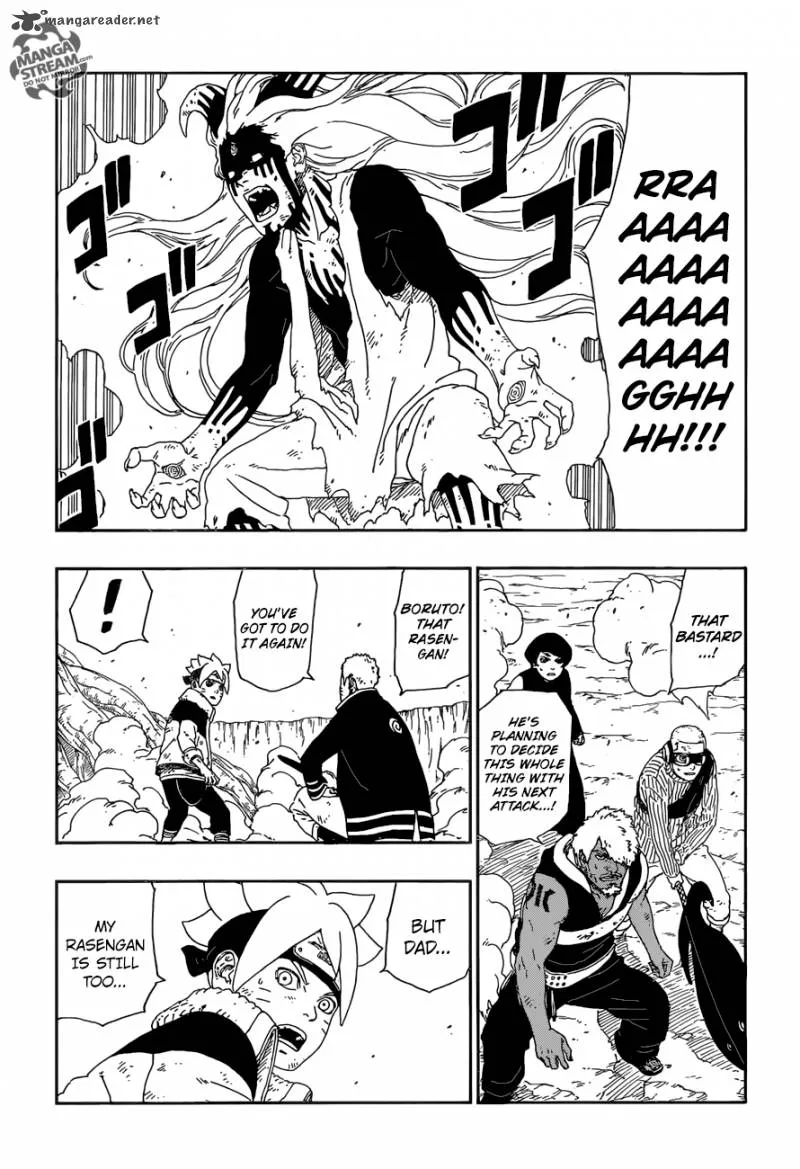 mangareader.net
MANGA
STREAM.com
DO NOT MIRROR
ゴ
ゴ
ゴ
ゴ
ゴ
ゴ
RRA
AAAA
AAAA
AAAA
AAAA
GGHH
HH!!!
THAT
BASTARD
...!
HE'S
PLANNING
TO DECIDE
THIS WHOLE
THING WITH
HIS NEXT
ATTACK...!
BORUTO!
THAT
RASEN-
GAN!
YOU'VE
GOT TO DO
IT AGAIN!
!
BUT
DAD...
MY
RASENGAN
IS STILL
TOO...